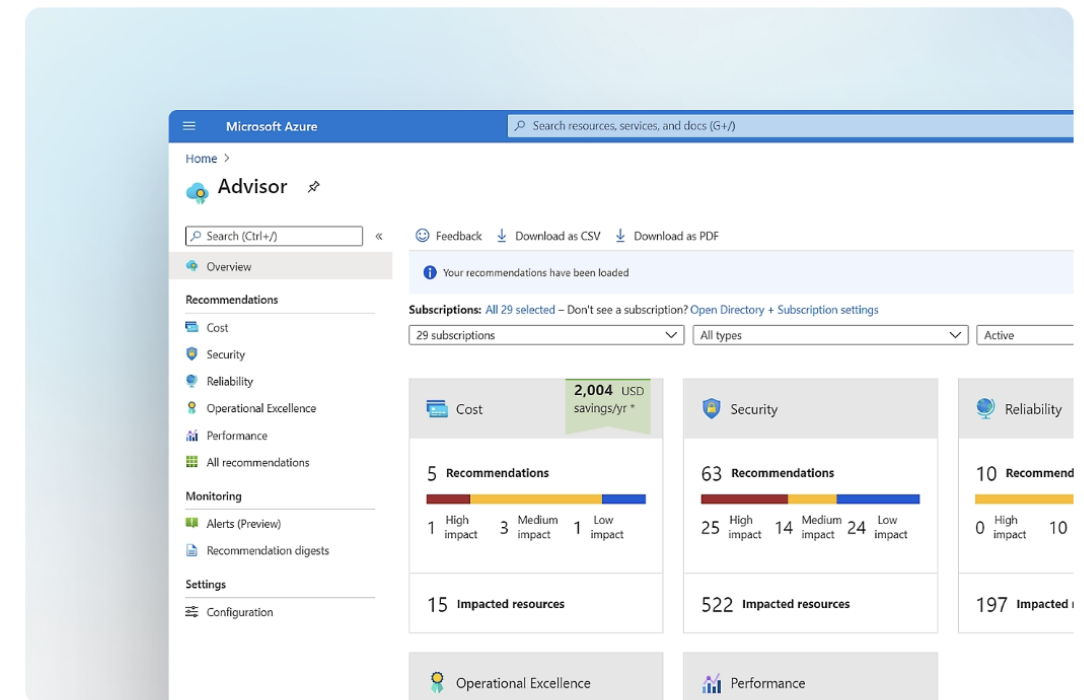 Microsoft Azure
Search resources, services, and docs (G+/)
Home >
Advisor
Search (Ctrl+/)
«
Overview
Recommendations
Cost
Security
Reliability
Operational Excellence
Performance
All recommendations
Monitoring
Alerts (Preview)
Recommendation digests
Settings
Configuration
Feedback
Download as CSV
Download as PDF
Your recommendations have been loaded
Subscriptions: All 29 selected – Don't see a subscription? Open Directory + Subscription settings
29 subscriptions
All types
Active
Cost
2,004 USD
savings/yr *
5 Recommendations
1 High impact
3 Medium impact
1 Low impact
15 Impacted resources
Security
63 Recommendations
25 High impact
14 Medium impact
24 Low impact
522 Impacted resources
Reliability
10 Recommend
0 High impact
10
197 Impacted
Operational Excellence
Performance